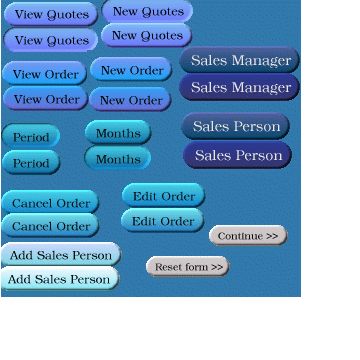 View Quotes
New Quotes
View Quotes
New Quotes
Sales Manager
View Order
New Order
Sales Manager
View Order
New Order
Sales Person
Period
Months
Sales Person
Period
Months
Cancel Order
Edit Order
Cancel Order
Edit Order
Continue >>
Add Sales Person
Reset form >>
Add Sales Person